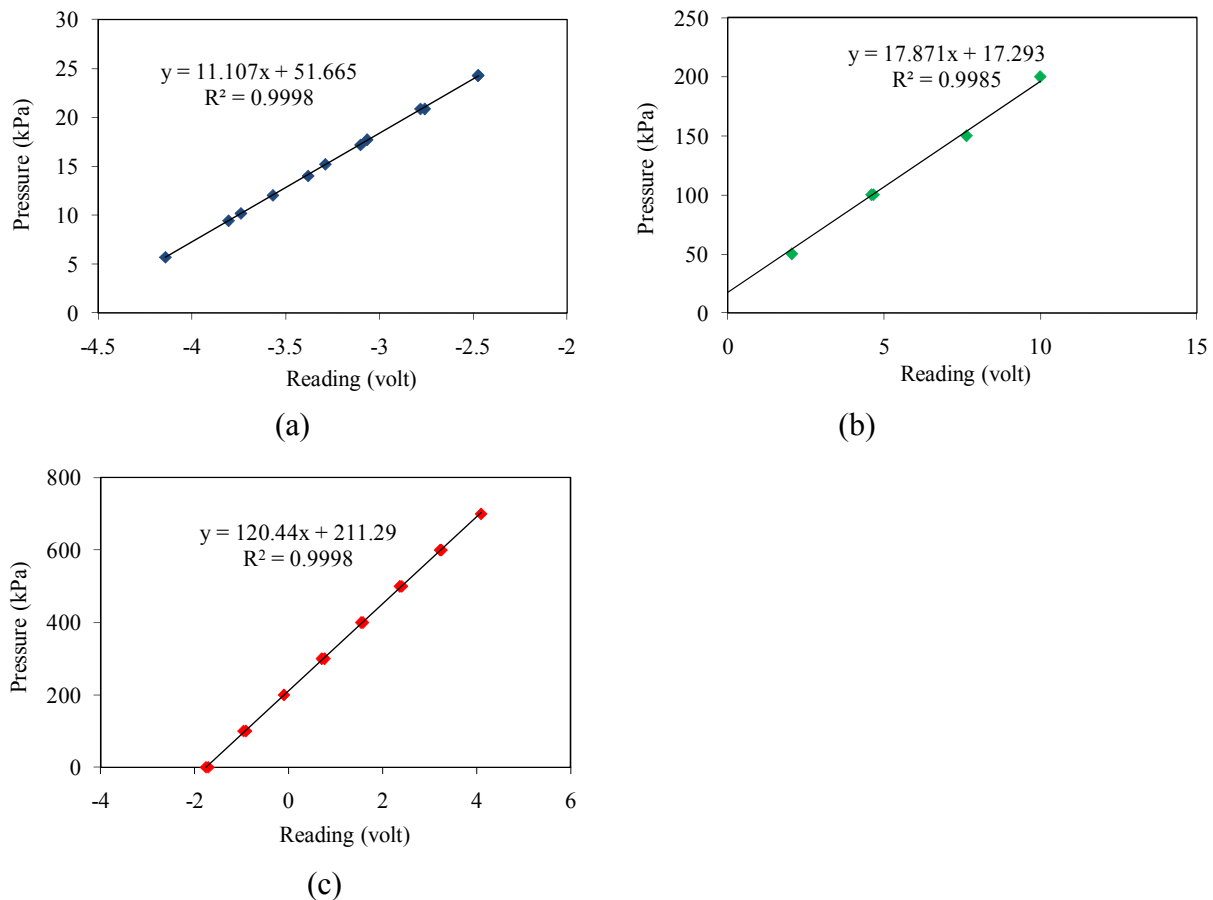 30
25
20
15
10
5
0
Pressure (kPa)
y = 11.107x + 51.665
R² = 0.9998
-4.5 -4 -3.5 -3 -2.5 -2
Reading (volt)
(a)
250
200
150
100
50
0
Pressure (kPa)
y = 17.871x + 17.293
R² = 0.9985
0 5 10 15
Reading (volt)
(b)
800
600
400
200
0
Pressure (kPa)
y = 120.44x + 211.29
R² = 0.9998
-4 -2 0 2 4 6
Reading (volt)
(c)